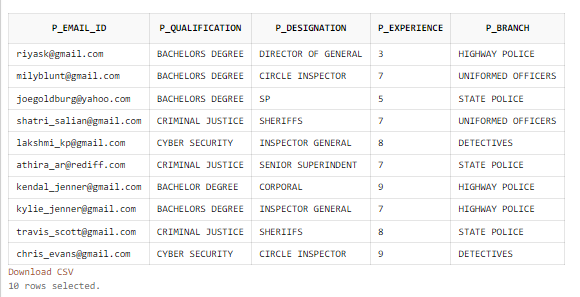 P_EMAIL_ID P_QUALIFICATION P_DESIGNATION P_EXPERIENCE P_BRANCH
riyask@gmail.com BACHELORS DEGREE DIRECTOR OF GENERAL 3 HIGHWAY POLICE
milyblunt@gmail.com BACHELORS DEGREE CIRCLE INSPECTOR 7 UNIFORMED OFFICERS
joegoldburg@yahoo.com BACHELORS DEGREE SP 5 STATE POLICE
shatri_salian@gmail.com CRIMINAL JUSTICE SHERIFFS 7 UNIFORMED OFFICERS
lakshmi_kp@gmail.com CYBER SECURITY INSPECTOR GENERAL 8 DETECTIVES
athira_ar@rediff.com CRIMINAL JUSTICE SENIOR SUPERINDENT 7 STATE POLICE
kendal_jenner@gmail.com BACHELOR DEGREE CORPORAL 9 HIGHWAY POLICE
kylie_jenner@gmail.com BACHELORS DEGREE INSPECTOR GENERAL 7 HIGHWAY POLICE
travis_scott@gmail.com CRIMINAL JUSTICE SHERIIFS 8 STATE POLICE
chris_evans@gmail.com CYBER SECURITY CIRCLE INSPECTOR 9 DETECTIVES
Download CSV
10 rows selected.